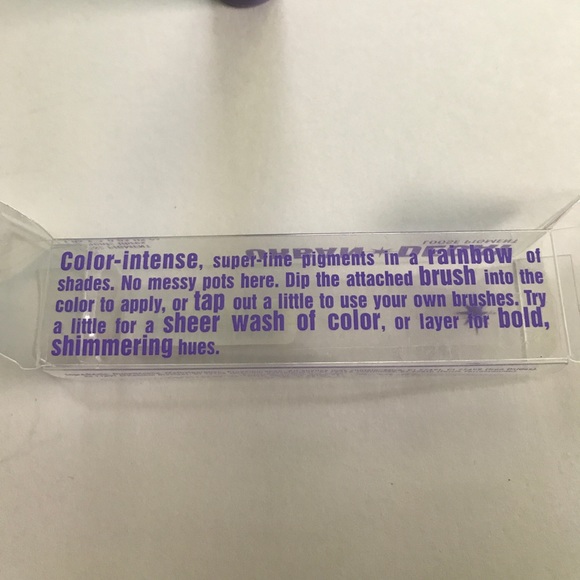 Color-intense, super-fine pigments in a rainbow of
shades. No messy pots here. Dip the attached brush into the
color to apply, or tap out a little to use your own brushes. Try
a little for a sheer wash of color, or layer for bold,
shimmering hues.
URBAN DECAY